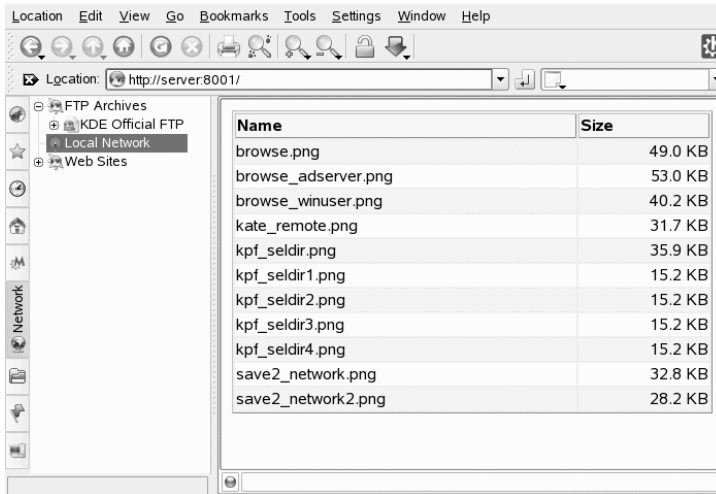 Location Edit View Go Bookmarks Tools Settings Window Help
Location: http://server:8001/
FTP Archives
KDE Official FTP
Local Network
Web Sites
Network
Name Size
browse.png 49.0 KB
browse_adserver.png 53.0 KB
browse_winuser.png 40.2 KB
kate_remote.png 31.7 KB
kpf_seldir.png 35.9 KB
kpf_seldir1.png 15.2 KB
kpf_seldir2.png 15.2 KB
kpf_seldir3.png 15.2 KB
kpf_seldir4.png 15.2 KB
save2_network.png 32.8 KB
save2_network2.png 28.2 KB